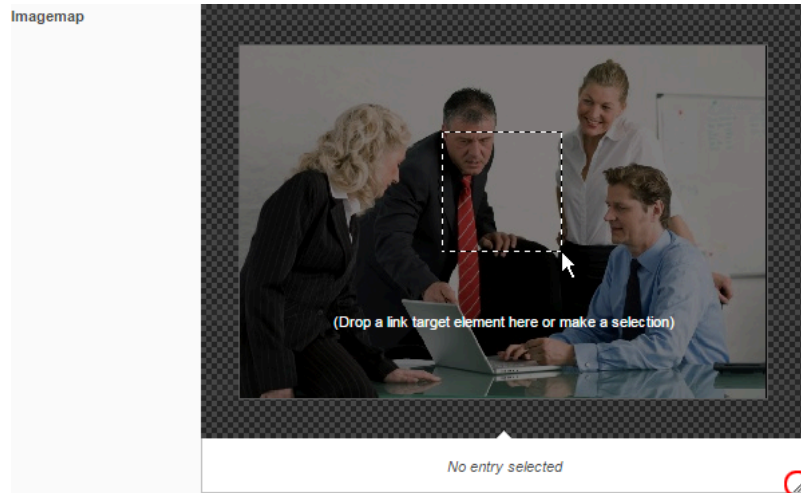 Imagemap
(Drop a link target element here or make a selection)
No entry selected